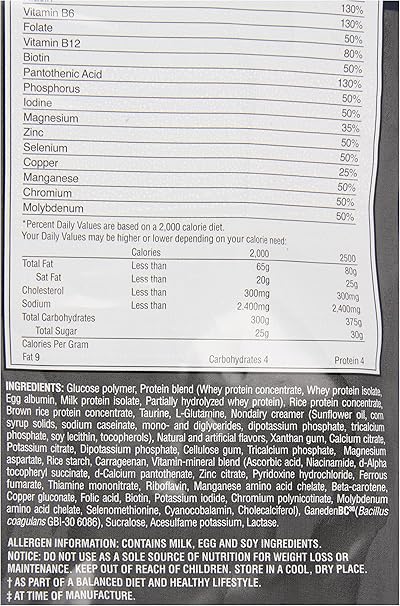 130%
Vitamin B6 130%
Folate 50%
Vitamin B12 80%
Biotin 50%
Pantothenic Acid 130%
Phosphorus 50%
Iodine 50%
Magnesium 35%
Zinc 50%
Selenium 50%
Copper 25%
Manganese 50%
Chromium 50%
Molybdenum 50%
*Percent Daily Values are based on a 2,000 calorie diet.
Your Daily Values may be higher or lower depending on your calorie need:
Calories 2,000 2500
Total Fat Less than 65g 80g
Sat Fat Less than 20g 25g
Cholesterol Less than 300mg 300mg
Sodium Less than 2,400mg 2,400mg
Total Carbohydrates 300g 375g
Total Sugar 25g 30g
Calories Per Gram
Fat 9 Carbohydrates 4 Protein 4
INGREDIENTS: Glucose polymer, Protein blend (Whey protein concentrate, Whey protein isolate,
Egg albumin, Milk protein isolate, Partially hydrolyzed whey protein), Rice protein concentrate,
Brown rice protein concentrate, Taurine, L-Glutamine, Nondairy creamer (Sunflower oil, corn
syrup solids, sodium caseinate, mono- and diglycerides, dipotassium phosphate, tricalcium
phosphate, soy lecithin, tocopherols), Natural and artificial flavors, Xanthan gum, Calcium citrate,
Potassium citrate, Dipotassium phosphate, Cellulose gum, Tricalcium phosphate, Magnesium
aspartate, Rice starch, Carrageenan, Vitamin-mineral blend (Ascorbic acid, Niacinamide, d-Alpha
tocopheryl succinate, d-Calcium pantothenate, Zinc citrate, Pyridoxine hydrochloride, Ferrous
fumarate, Thiamine mononitrate, Riboflavin, Manganese amino acid chelate, Beta-carotene,
Copper gluconate, Folic acid, Biotin, Potassium iodide, Chromium polynicotinate, Molybdenum
amino acid chelate, Selenomethionine, Cyanocobalamin, Cholecalciferol), GanedenBC30 (Bacillus
coagulans GBI-30 6086), Sucralose, Acesulfame potassium, Lactase.
ALLERGEN INFORMATION: CONTAINS MILK, EGG AND SOY INGREDIENTS.
NOTICE: DO NOT USE AS A SOLE SOURCE OF NUTRITION FOR WEIGHT LOSS OR
MAINTENANCE. KEEP OUT OF REACH OF CHILDREN. STORE IN A COOL, DRY PLACE.
† AS PART OF A BALANCED DIET AND HEALTHY LIFESTYLE.
‡ AT TIME OF MANUFACTURE.